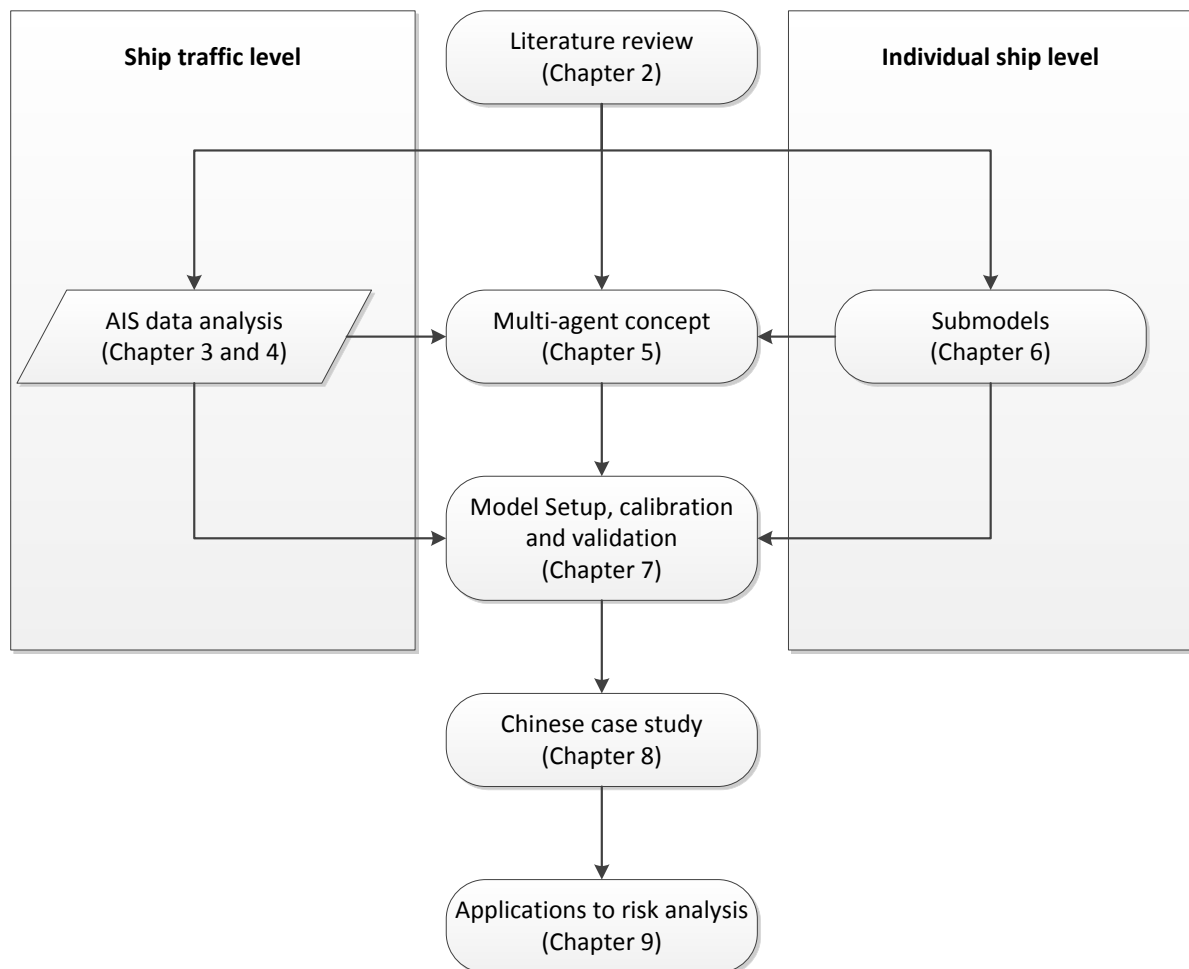 Ship traffic level
Literature review
(Chapter 2)
Individual ship level
AIS data analysis
(Chapter 3 and 4)
Multi-agent concept
(Chapter 5)
Submodels
(Chapter 6)
Model Setup, calibration
and validation
(Chapter 7)
Chinese case study
(Chapter 8)
Applications to risk analysis
(Chapter 9)